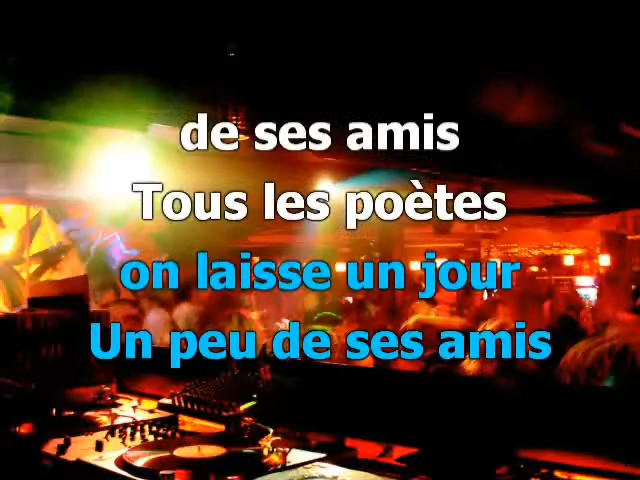 de ses amis
Tous les poètes
on laisse un jour
Un peu de ses amis